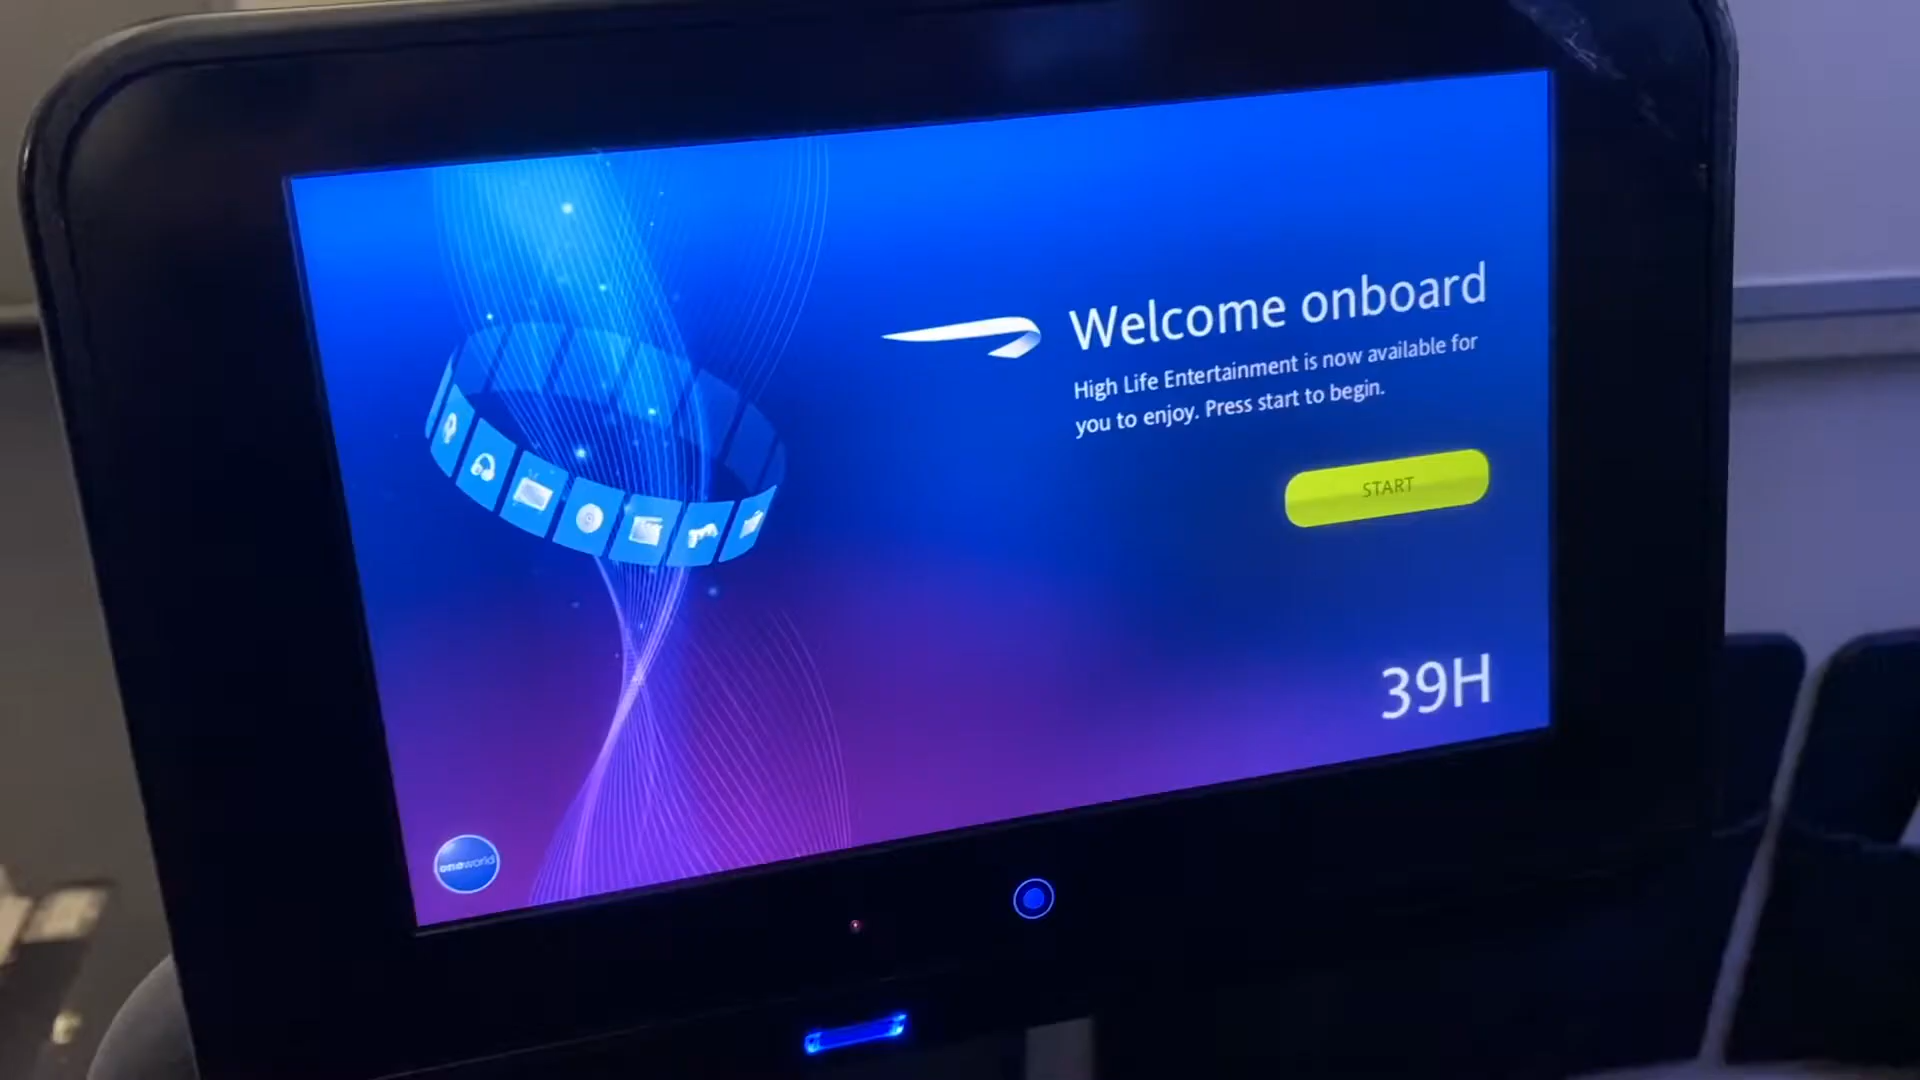 Welcome onboard
High Life Entertainment is now available for
you to enjoy. Press start to begin.
START
39H
oneworld